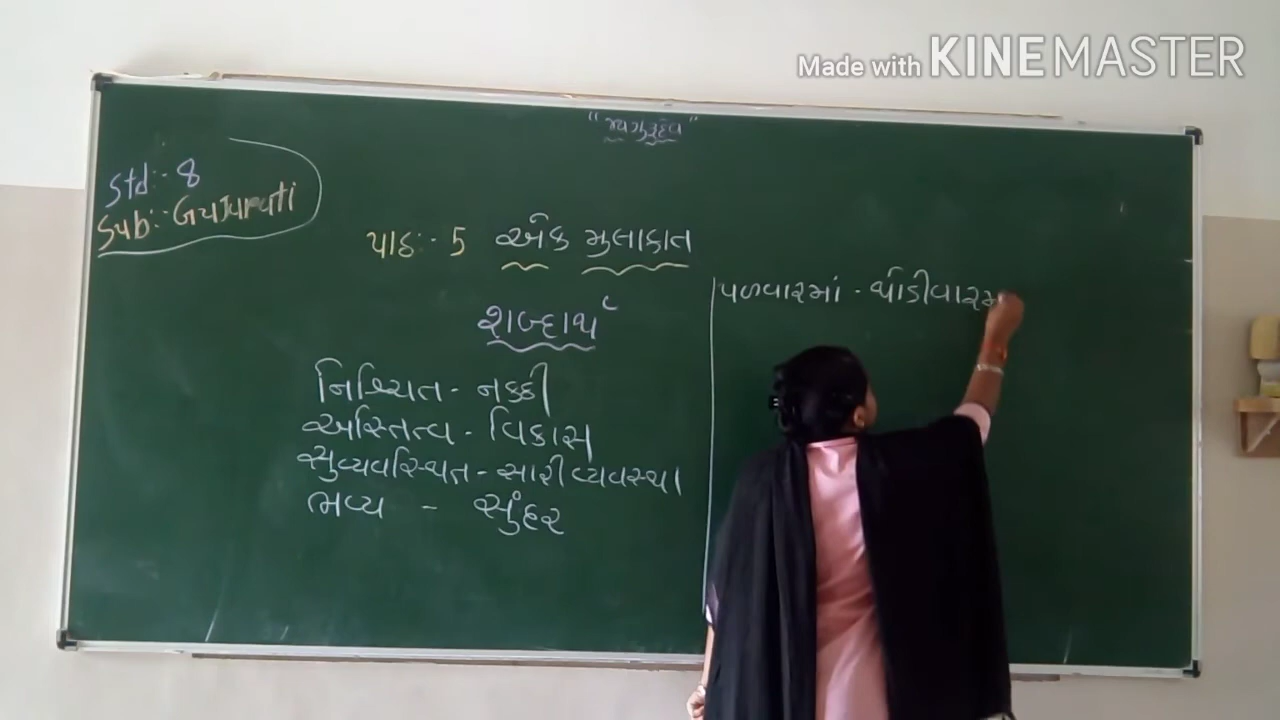 Made with KINEMASTER
"જય ગુરુદેવ"
Std:- 8
Sub:- Gujarati
પાઠ:- 5 એક મુલાકાત
શબ્દાર્થ
નિશ્ચિત - નક્કી
અસ્તિત્વ - વિકાસ
સુવ્યવસ્થિત - સારી વ્યવસ્થા
ભવ્ય - સુંદર
પળવારમાં - થોડીવારમ